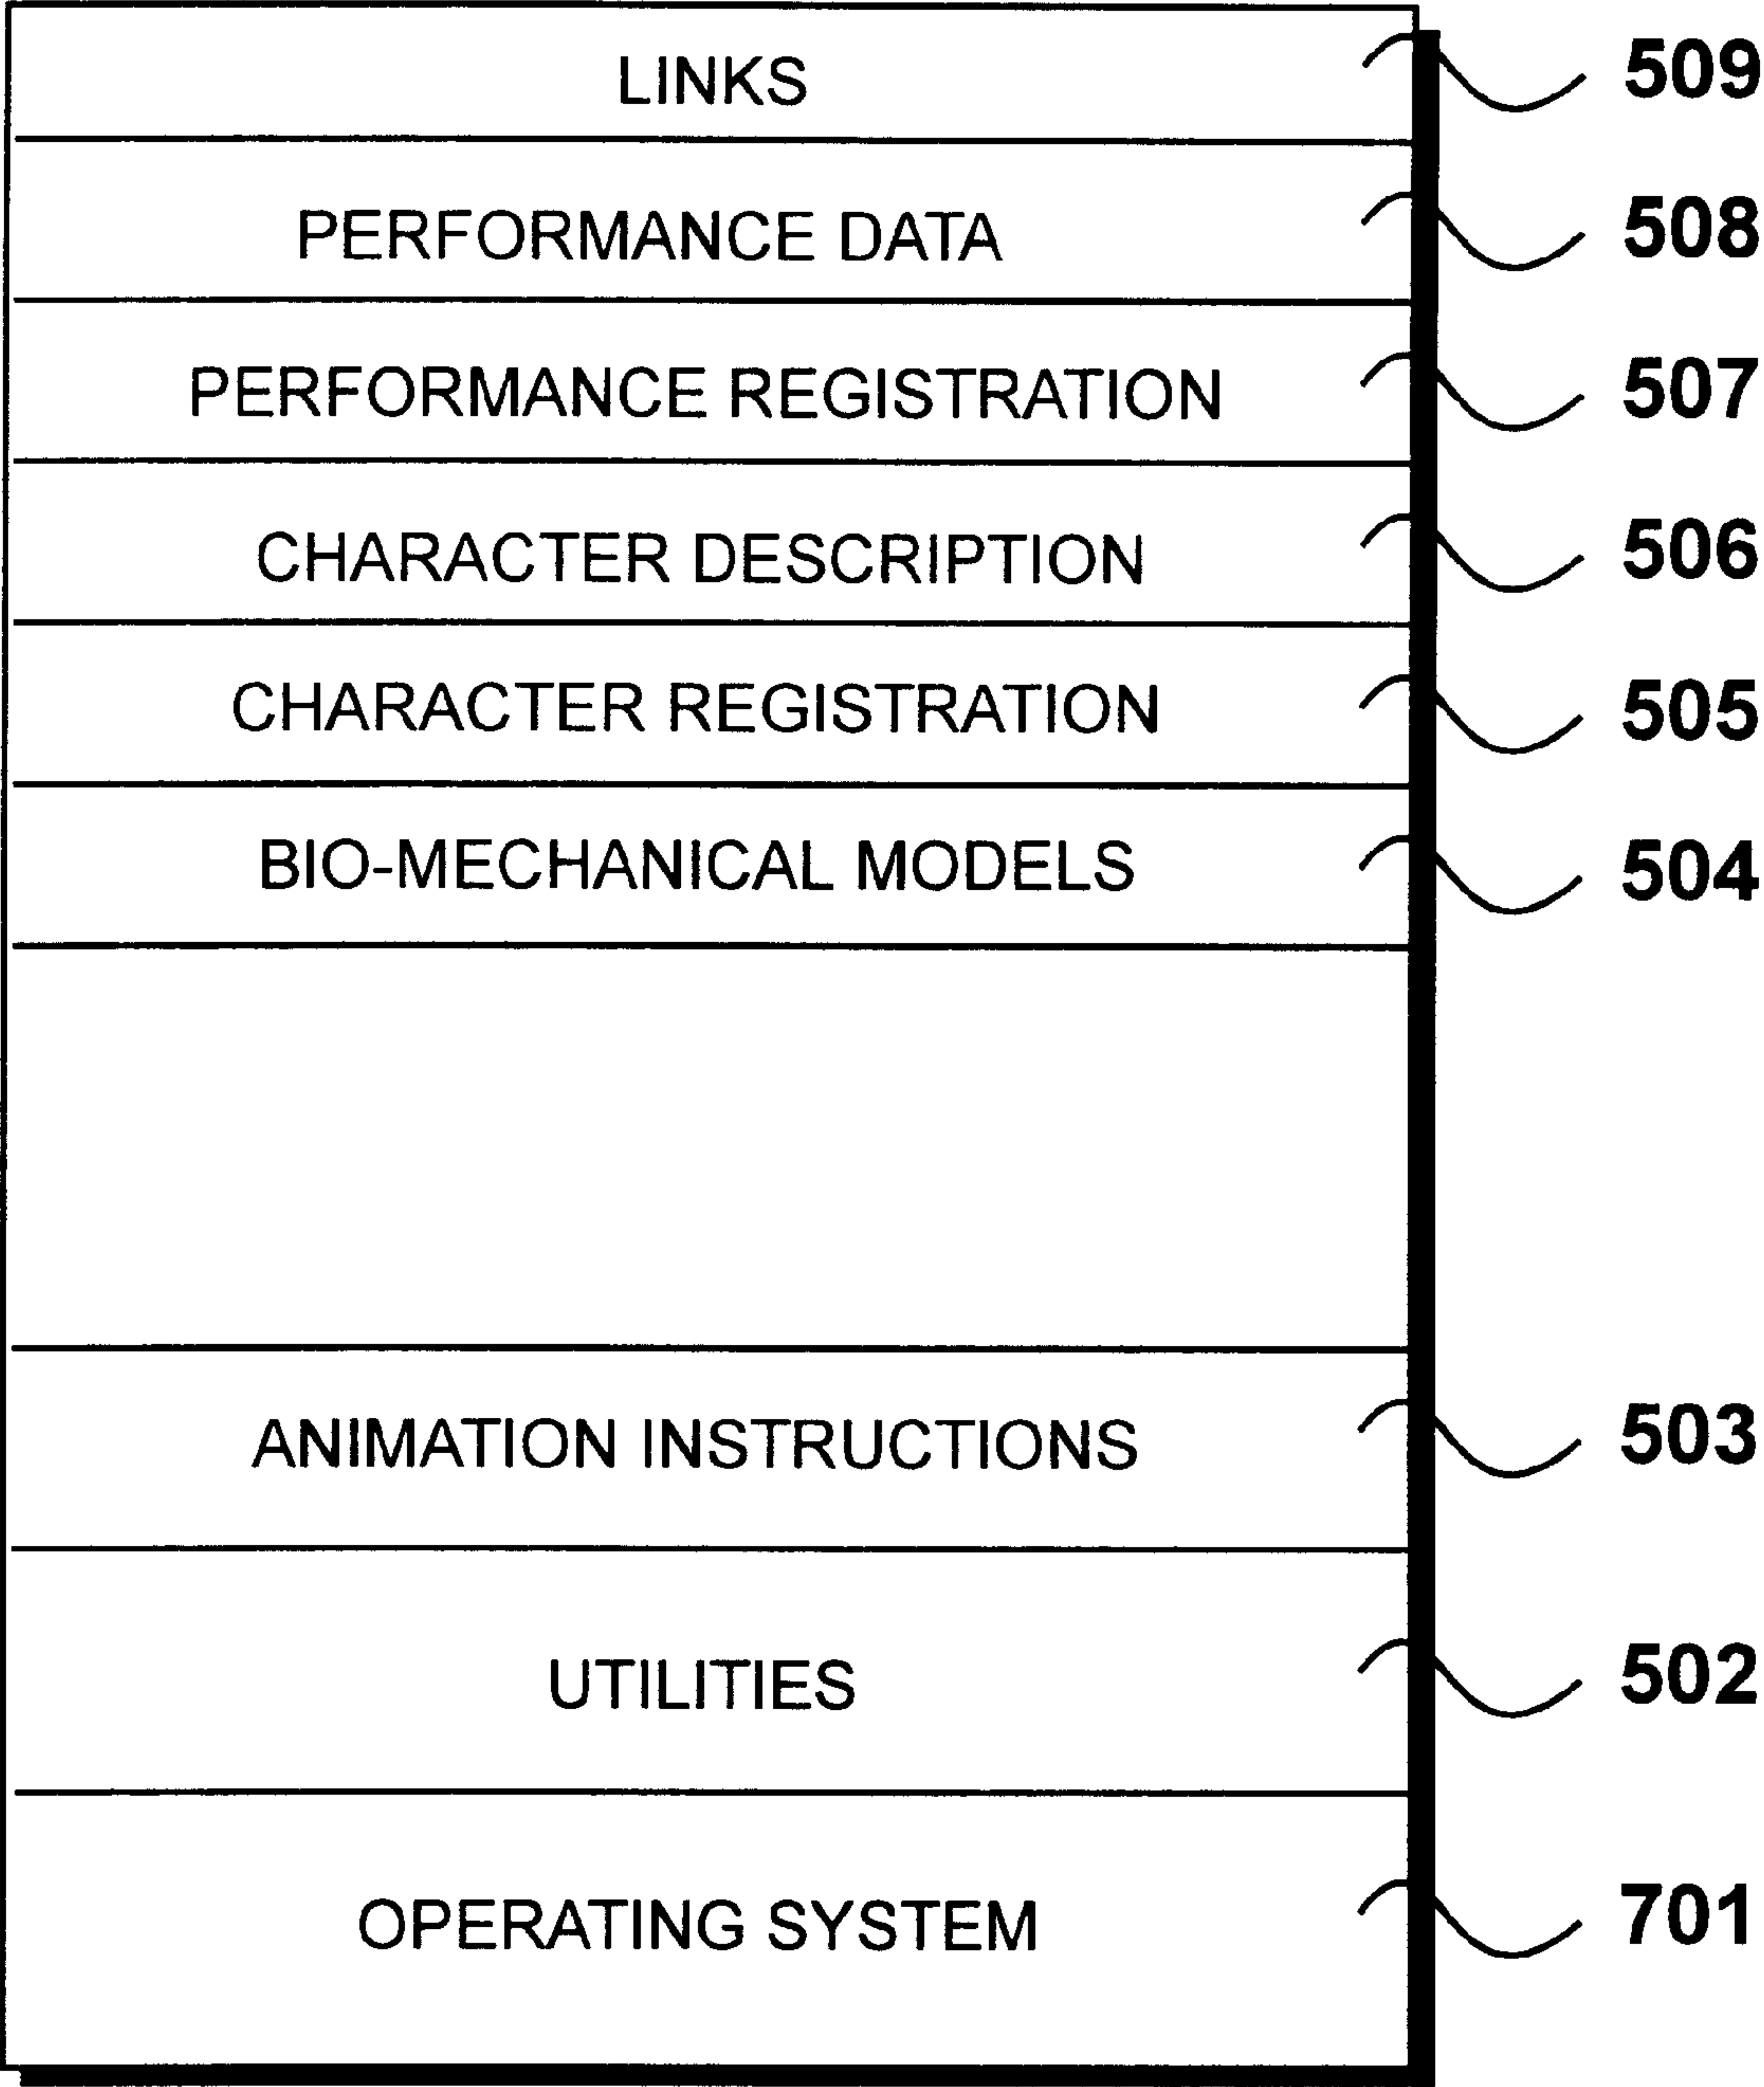 LINKS 509
PERFORMANCE DATA 508
PERFORMANCE REGISTRATION 507
CHARACTER DESCRIPTION 506
CHARACTER REGISTRATION 505
BIO-MECHANICAL MODELS 504
ANIMATION INSTRUCTIONS 503
UTILITIES 502
OPERATING SYSTEM 701